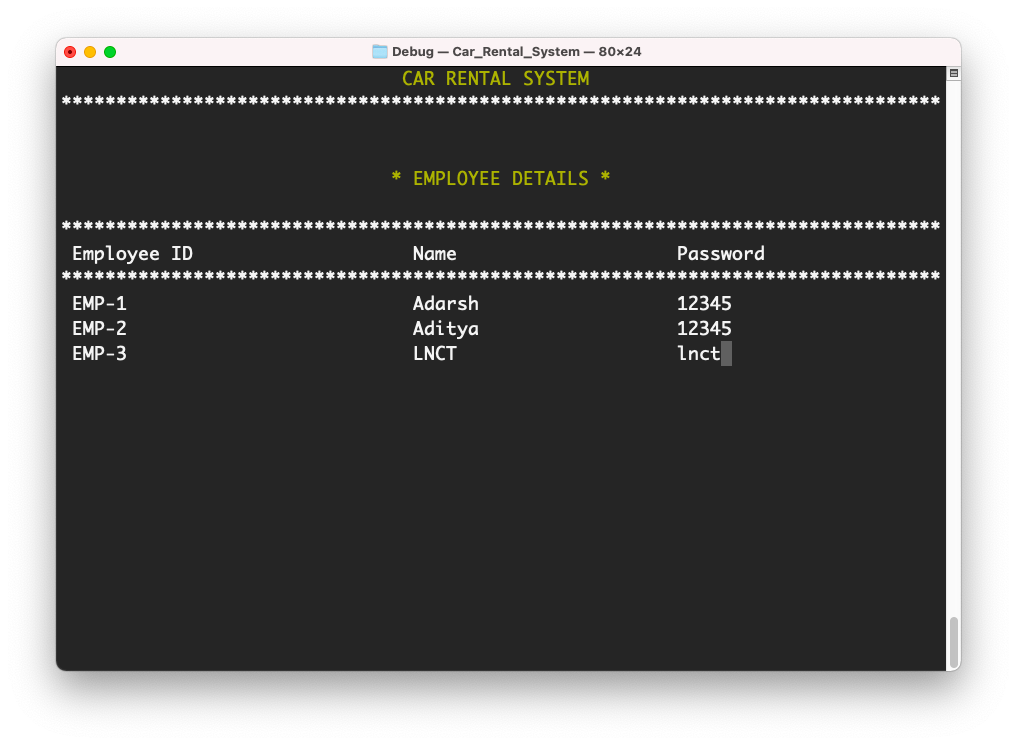 Debug — Car_Rental_System — 80×24
CAR RENTAL SYSTEM
********************************************************************************
* EMPLOYEE DETAILS *
********************************************************************************
Employee ID Name Password
********************************************************************************
EMP-1 Adarsh 12345
EMP-2 Aditya 12345
EMP-3 LNCT lnct